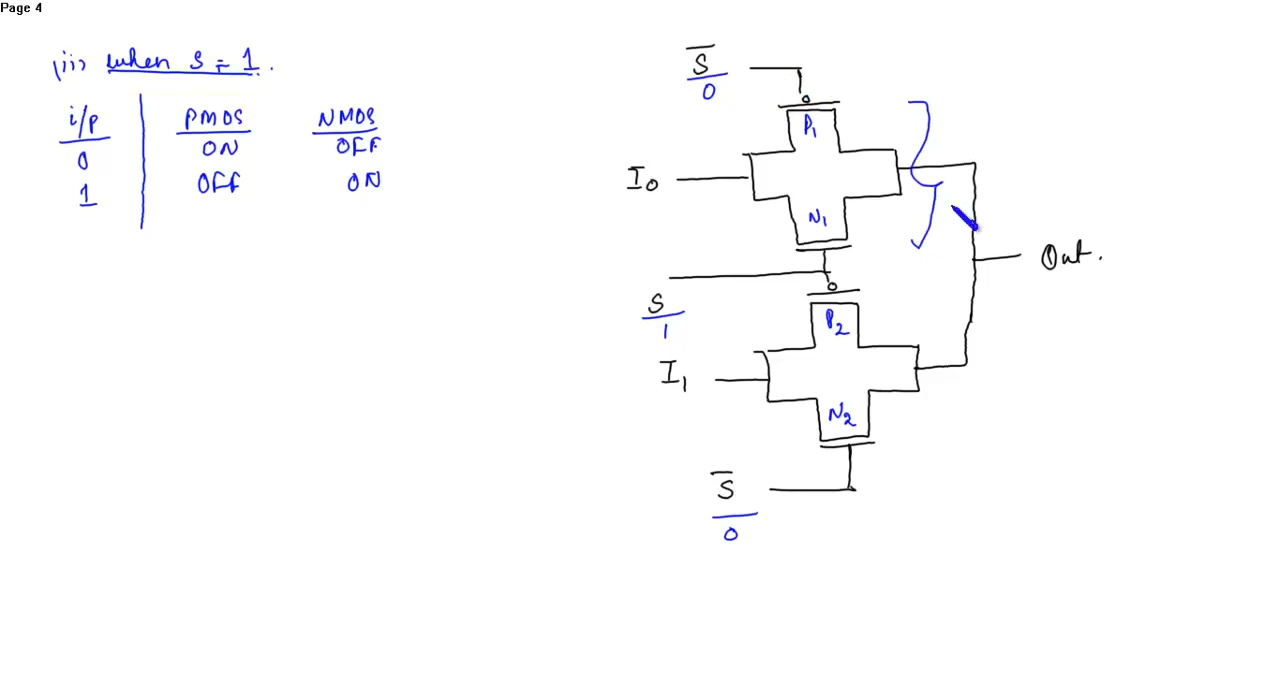 Page 4
(ii) when S = 1.
i/p PMOS NMOS
0 ON OFF
1 OFF ON
S̅
0
P1
I0
N1
Out.
S
1
P2
I1
N2
S̅
0